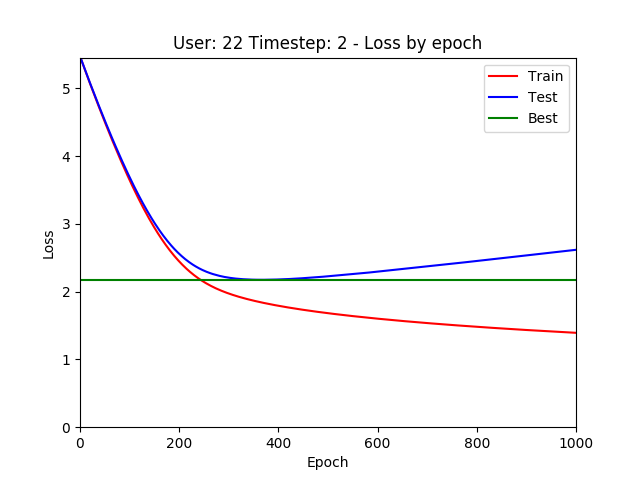 User: 22 Timestep: 2 - Loss by epoch
Train
Test
Best
5
4
3
2
1
0
Loss
0 200 400 600 800 1000
Epoch